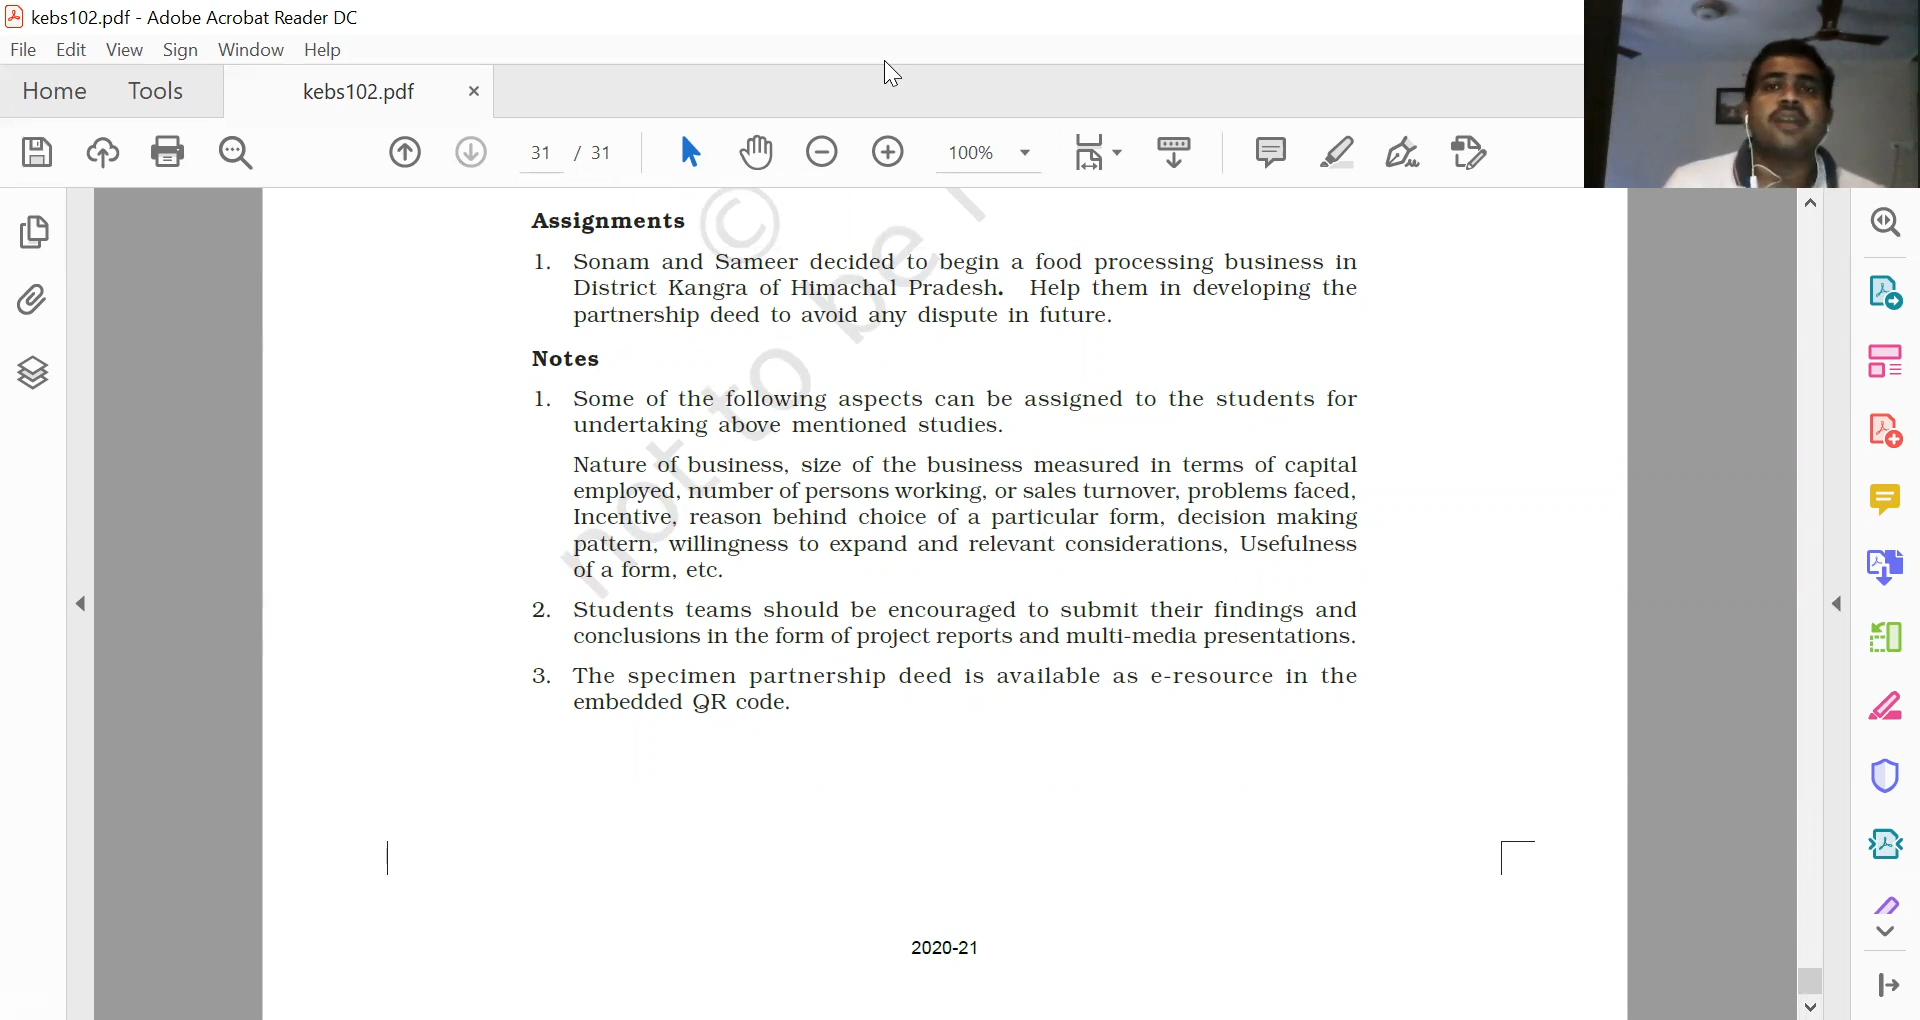 kebs102.pdf - Adobe Acrobat Reader DC
File Edit View Sign Window Help
Home Tools kebs102.pdf ×
31 / 31 100%
©
not to be r
Assignments
1. Sonam and Sameer decided to begin a food processing business in
District Kangra of Himachal Pradesh. Help them in developing the
partnership deed to avoid any dispute in future.
Notes
1. Some of the following aspects can be assigned to the students for
undertaking above mentioned studies.
Nature of business, size of the business measured in terms of capital
employed, number of persons working, or sales turnover, problems faced,
Incentive, reason behind choice of a particular form, decision making
pattern, willingness to expand and relevant considerations, Usefulness
of a form, etc.
2. Students teams should be encouraged to submit their findings and
conclusions in the form of project reports and multi-media presentations.
3. The specimen partnership deed is available as e-resource in the
embedded QR code.
2020-21